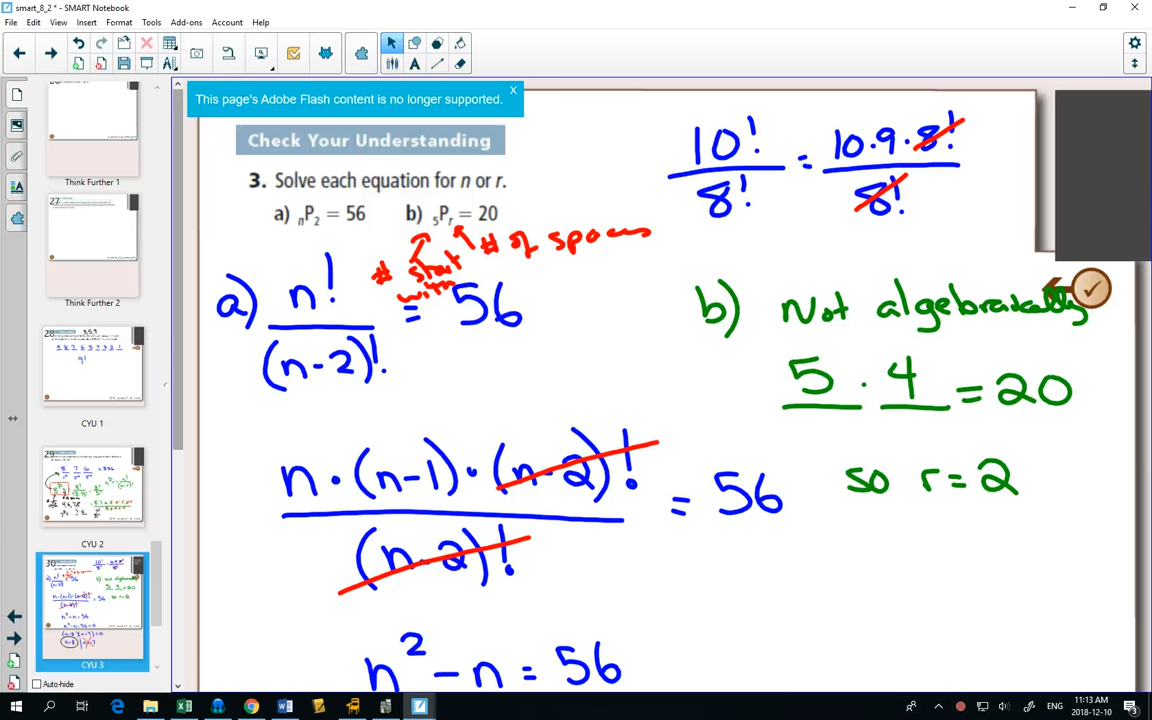 smart_8_2 * - SMART Notebook
File Edit View Insert Format Tools Add-ons Account Help
This page's Adobe Flash content is no longer supported. X
Check Your Understanding
3. Solve each equation for n or r.
a) nP2 = 56 b) 5Pr = 20
# start with
# of spaces
10! / 8! = 10·9·8! / 8!
a) n! / (n-2)! = 56
n·(n-1)·(n-2)! / (n-2)! = 56
n² - n = 56
b) Not algebraically
5 · 4 = 20
so r = 2
Think Further 1
27
Think Further 2
28
CYU 1
29
CYU 2
30
CYU 3
Auto-hide
ENG
11:13 AM
2018-12-10